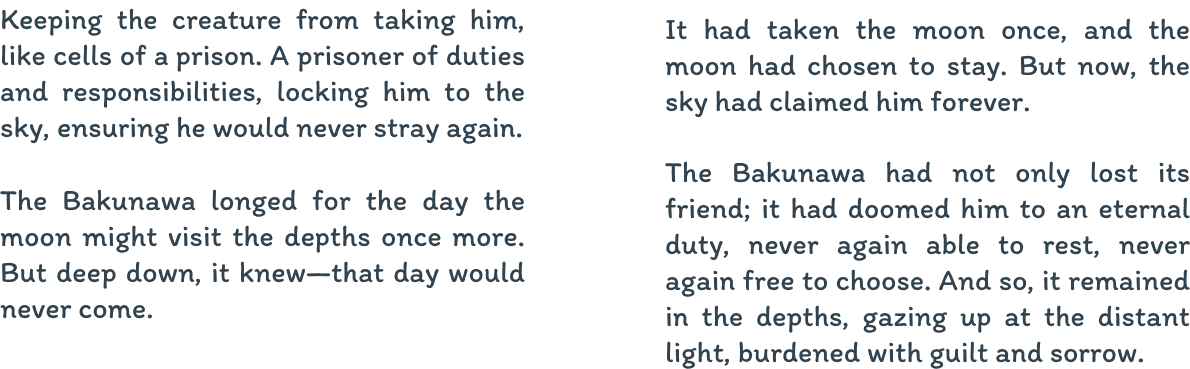 Keeping the creature from taking him,
like cells of a prison. A prisoner of duties
and responsibilities, locking him to the
sky, ensuring he would never stray again.
The Bakunawa longed for the day the
moon might visit the depths once more.
But deep down, it knew—that day would
never come.
It had taken the moon once, and the
moon had chosen to stay. But now, the
sky had claimed him forever.
The Bakunawa had not only lost its
friend; it had doomed him to an eternal
duty, never again able to rest, never
again free to choose. And so, it remained
in the depths, gazing up at the distant
light, burdened with guilt and sorrow.